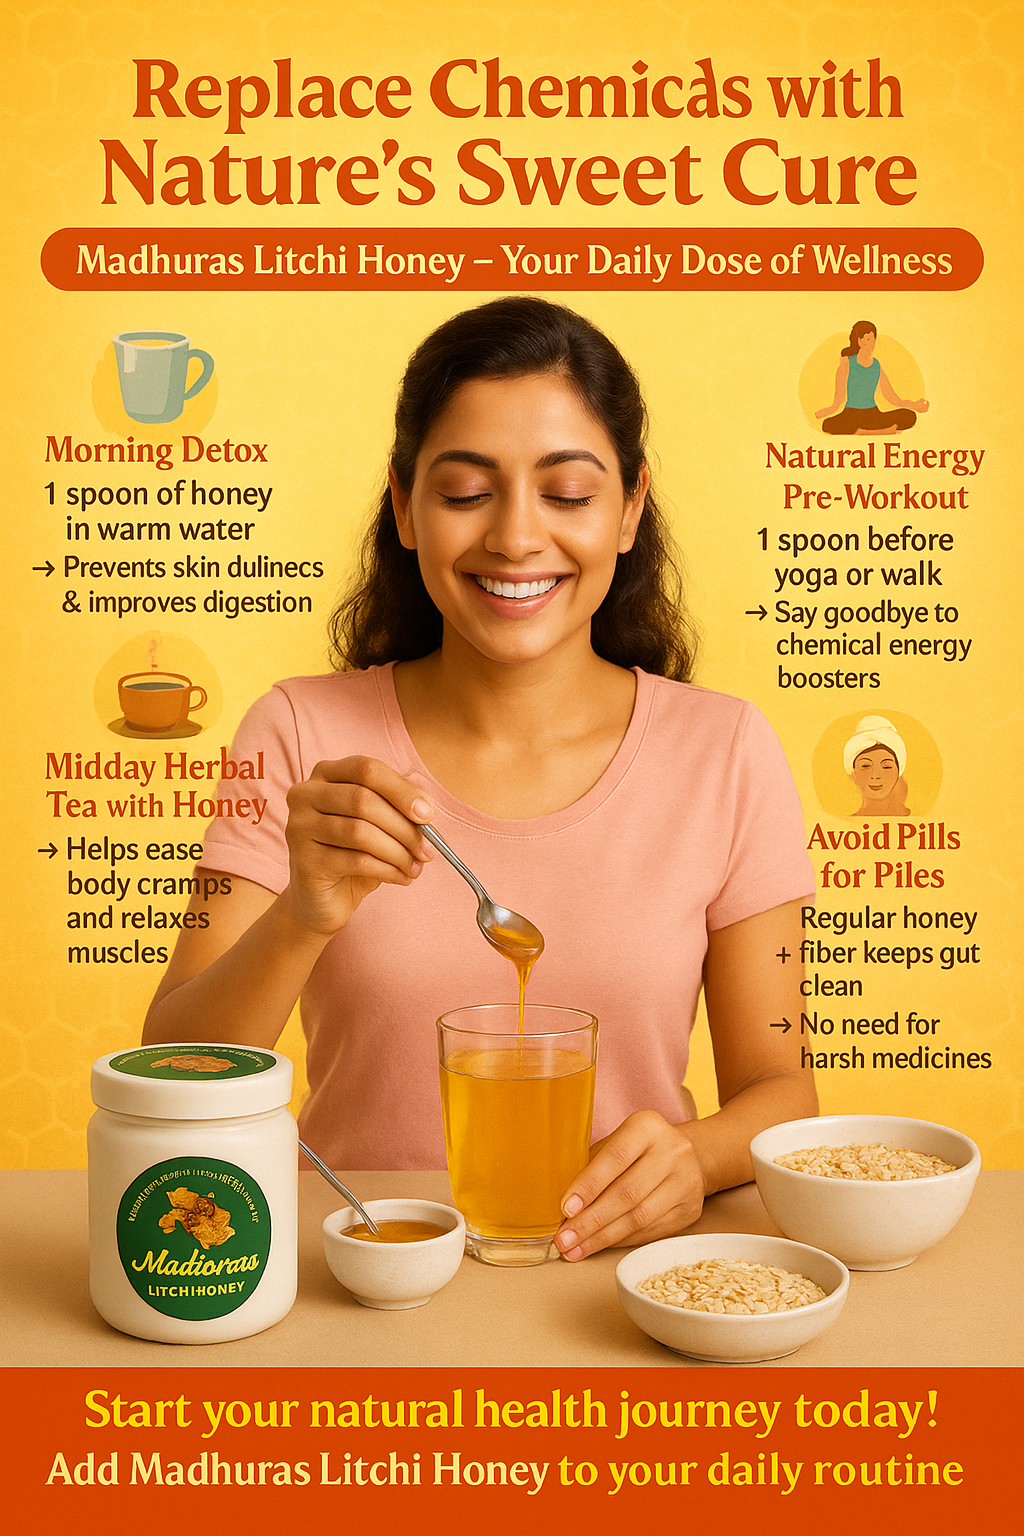 Replace Chemicals with
Nature's Sweet Cure
Madhuras Litchi Honey – Your Daily Dose of Wellness
Morning Detox
1 spoon of honey
in warm water
→ Prevents skin dulinecs
& improves digestion
Midday Herbal
Tea with Honey
→ Helps ease
body cramps
and relaxes
muscles
Natural Energy
Pre-Workout
1 spoon before
yoga or walk
→ Say goodbye to
chemical energy
boosters
Avoid Pills
for Piles
Regular honey
+ fiber keeps gut
clean
→ No need for
harsh medicines
Madioraa
LITCHIHONEY
Start your natural health journey today!
Add Madhuras Litchi Honey to your daily routine